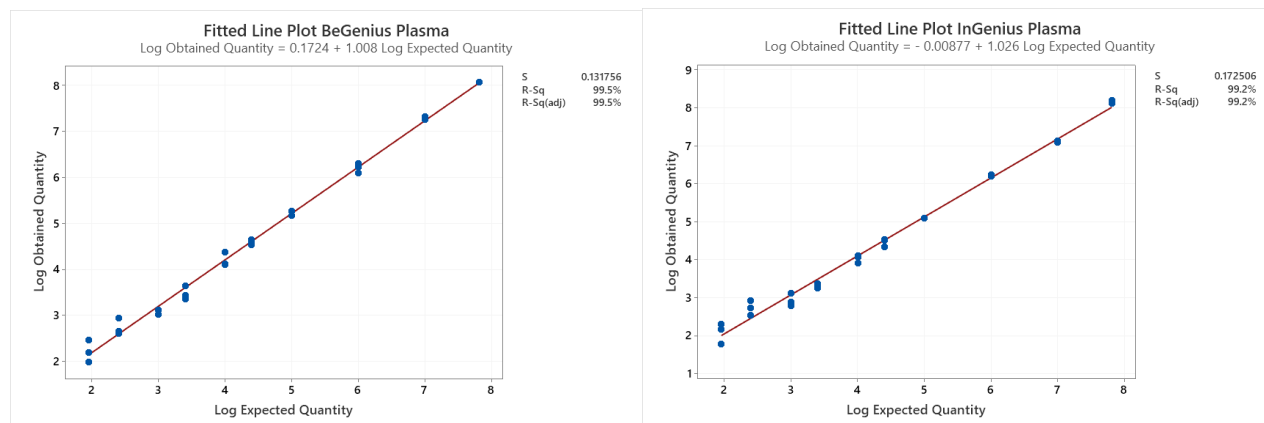 Fitted Line Plot BeGenius Plasma
Log Obtained Quantity = 0.1724 + 1.008 Log Expected Quantity
S 0.131756
R-Sq 99.5%
R-Sq(adj) 99.5%
8
7
6
5
4
3
2
Log Obtained Quantity
2 3 4 5 6 7 8
Log Expected Quantity
Fitted Line Plot InGenius Plasma
Log Obtained Quantity = - 0.00877 + 1.026 Log Expected Quantity
S 0.172506
R-Sq 99.2%
R-Sq(adj) 99.2%
9
8
7
6
5
4
3
2
1
Log Obtained Quantity
2 3 4 5 6 7 8
Log Expected Quantity